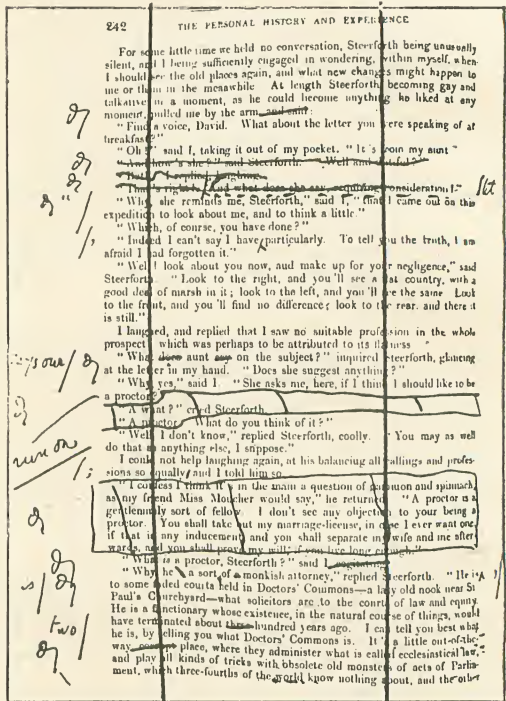 242 THE PERSONAL HISTORY AND EXPERIENCE
For some little time we held no conversation, Steerforth being unusually
silent, and I being sufficiently engaged in wondering, within myself, when
I should see the old places again, and what new changes might happen to
me or them in the meanwhile At length Steerforth becoming gay and
talkative in a moment, as he could become anything he liked at any
moment, pulled me by the arm, and said:
"Find a voice, David. What about the letter you were speaking of at
breakfast?"
"Oh!" said I, taking it out of my pocket. "It's from my aunt"
"And how's she?" said Steerforth. "Well and
"That's right. And what does she say, requiring consideration?" stet
"Why, she reminds me, Steerforth," said I, "that I came out on this
expedition to look about me, and to think a little."
"Which, of course, you have done?"
"Indeed I can't say I have, particularly. To tell you the truth, I am
afraid I had forgotten it."
"Well! look about you now, and make up for your negligence," said
Steerforth. "Look to the right, and you'll see a flat country, with a
good deal of marsh in it; look to the left, and you'll see the same Look
to the front, and you'll find no difference; look to the rear, and there it
is still."
I laughed, and replied that I saw no suitable profession in the whole
prospect which was perhaps to be attributed to its flatness
"What does aunt say on the subject?" inquired Steerforth, glancing
at the letter in my hand. "Does she suggest anything?"
"Why, yes," said I. "She asks me, here, if I think I should like to be
a proctor?
"A what?" cried Steerforth.
"A proctor. What do you think of it?"
run on "Well, I don't know," replied Steerforth, coolly. "You may as well
do that as anything else, I suppose."
I could not help laughing again, at his balancing all callings and profes-
sions so equally; and I told him so
"I confess I think it in the main a question of parsnion and spinnach,
as my friend Miss Moucher would say," he returned "A proctor is a
gentlemanly sort of fellow. I don't see any objection to your being a
proctor. You shall take out my marriage-license, in case I ever want one,
if that is any inducement and you shall separate my wife and me after-
wards, and you shall prove my will, if you live long enough."
"What is a proctor, Steerforth?" said I
"Why, he is a sort of monkish attorney," replied Steerforth. "He is
to some faded courts held in Doctors' Commons—a lazy old nook near St
Paul's Churchyard—what solicitors are to the courts of law and equity.
He is a functionary whose existence, in the natural course of things, would
two have terminated about three hundred years ago. I can tell you best what
he is, by telling you what Doctors' Commons is. It's a little out-of-the-
way place, where they administer what is called ecclesiastical law,
and play all kinds of tricks with obsolete old monsters of acts of Parlia-
ment, which three-fourths of the world know nothing about, and the other